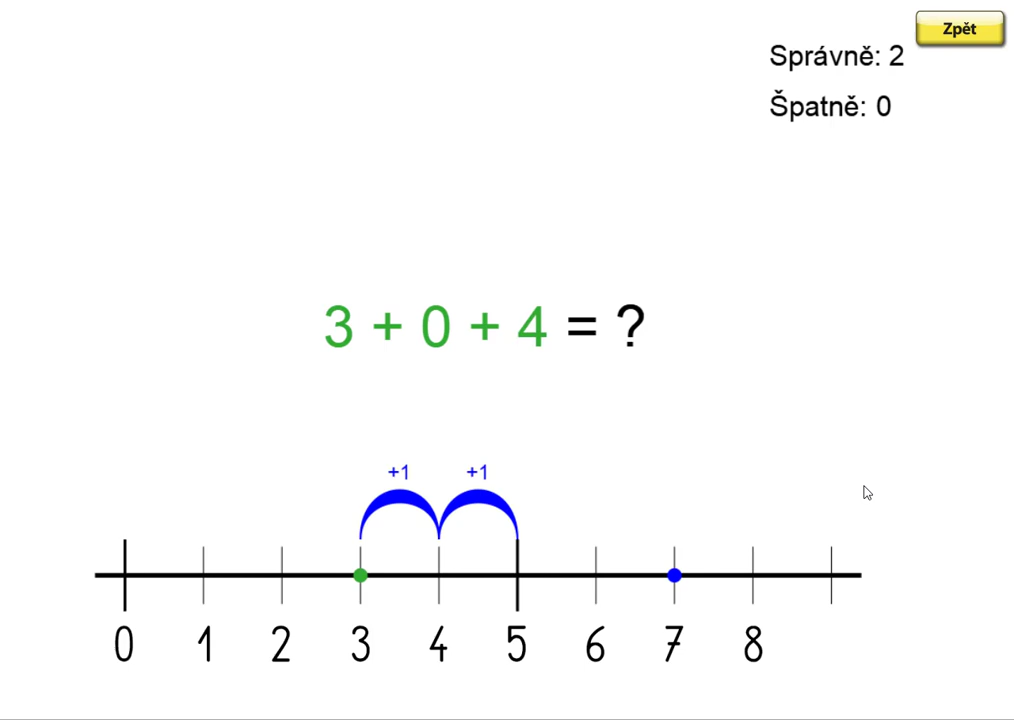 Zpět
Správně: 2
Špatně: 0
3 + 0 + 4 = ?
+1 +1
0 1 2 3 4 5 6 7 8